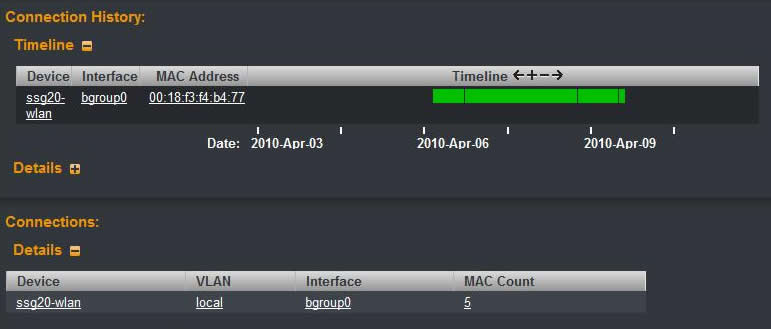 Connection History:
Timeline
Device Interface MAC Address Timeline
ssg20-wlan bgroup0 00:18:f3:f4:b4:77
Date: 2010-Apr-03 2010-Apr-06 2010-Apr-09
Details
Connections:
Details
Device VLAN Interface MAC Count
ssg20-wlan local bgroup0 5